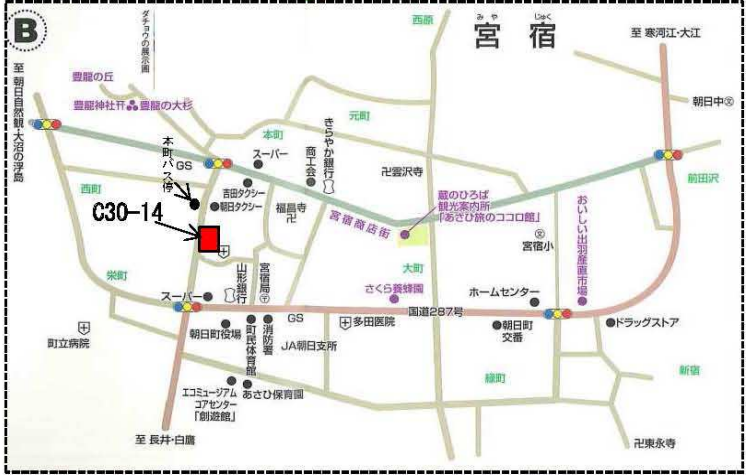 B
ダチョウの展示園
西原
みや じゅく
宮宿
至 寒河江・大江
至 朝日自然観・大沼の浮島
豊龍の丘
豊龍神社
豊龍の大杉
朝日中
元町
本町
きらやか銀行
商工会
スーパー
GS
本町バス停
卍雲沢寺
前田沢
西町
吉田タクシー
朝日タクシー
福昌寺
卍
蔵のひろば
観光案内所
「あさひ旅のココロ館」
宮宿商店街
C30-14
おいしい出羽産直市場
宮宿小
大町
栄町
山形銀行
宮宿局
スーパー
さくら養蜂園
ホームセンター
国道287号
GS
多田医院
朝日町
交番
ドラッグストア
町立病院
朝日町役場
町民体育館
消防署
JA朝日支所
緑町
新宿
エコミュージアム
コアセンター
「創遊館」
あさひ保育園
至 長井・白鷹
卍東永寺